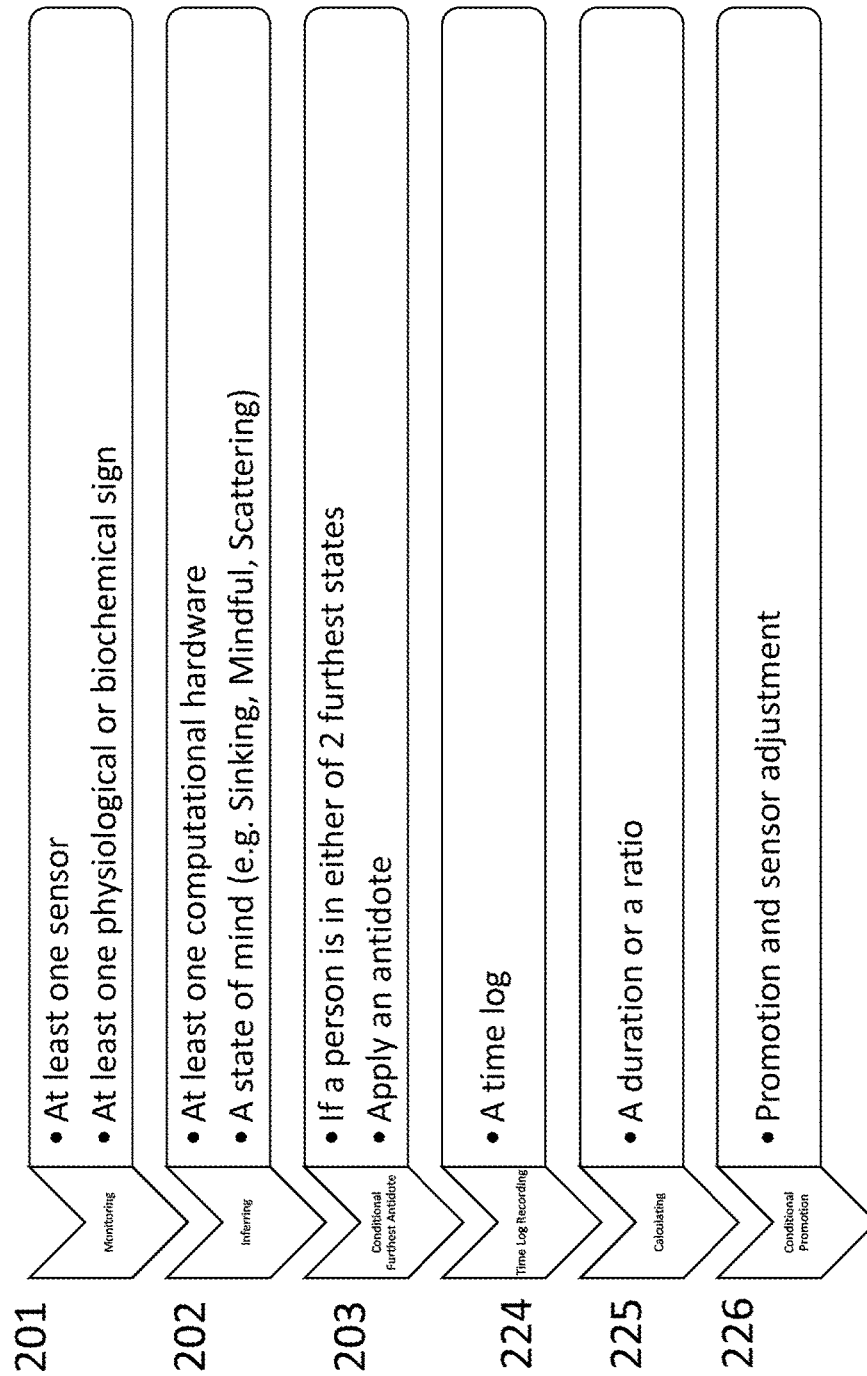 201
Monitoring
• At least one sensor
• At least one physiological or biochemical sign
202
Inferring
• At least one computational hardware
• A state of mind (e.g. Sinking, Mindful, Scattering)
203
Conditional
Furthest Antidote
• If a person is in either of 2 furthest states
• Apply an antidote
224
Time Log Recording
• A time log
225
Calculating
• A duration or a ratio
226
Conditional
Promotion
• Promotion and sensor adjustment